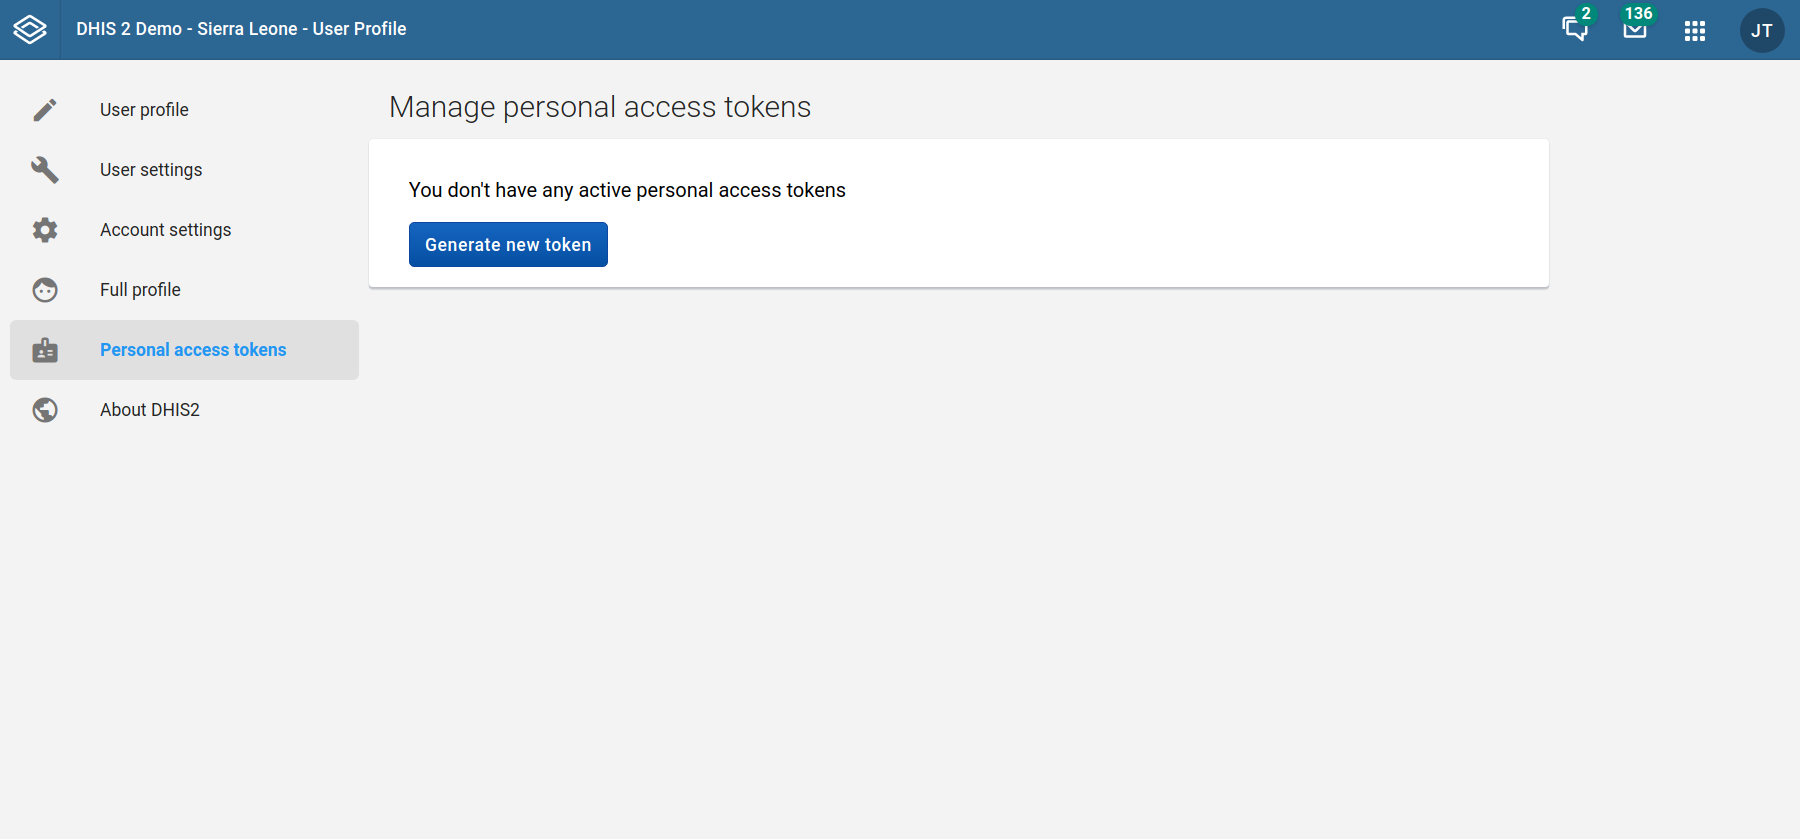 DHIS 2 Demo - Sierra Leone - User Profile
2
136
JT
User profile
User settings
Account settings
Full profile
Personal access tokens
About DHIS2
Manage personal access tokens
You don't have any active personal access tokens
Generate new token